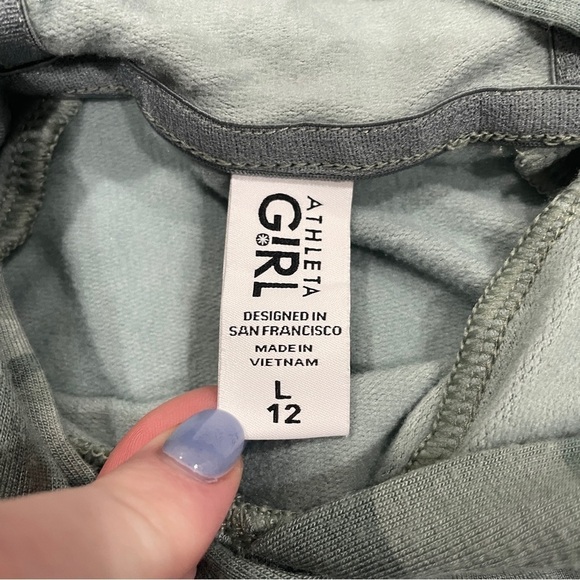 ATHLETA
GIRL
DESIGNED IN
SAN FRANCISCO
MADE IN
VIETNAM
L
12